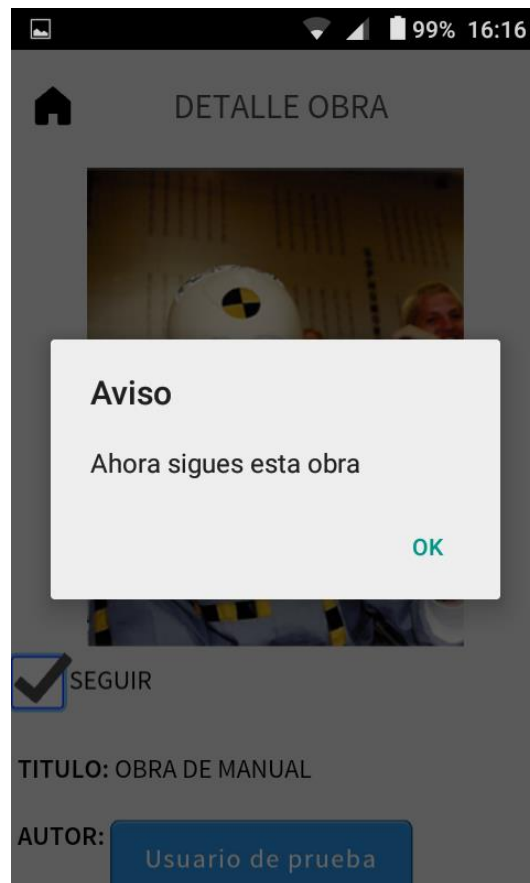 99% 16:16
DETALLE OBRA
Aviso
Ahora sigues esta obra
OK
SEGUIR
TITULO: OBRA DE MANUAL
AUTOR: Usuario de prueba